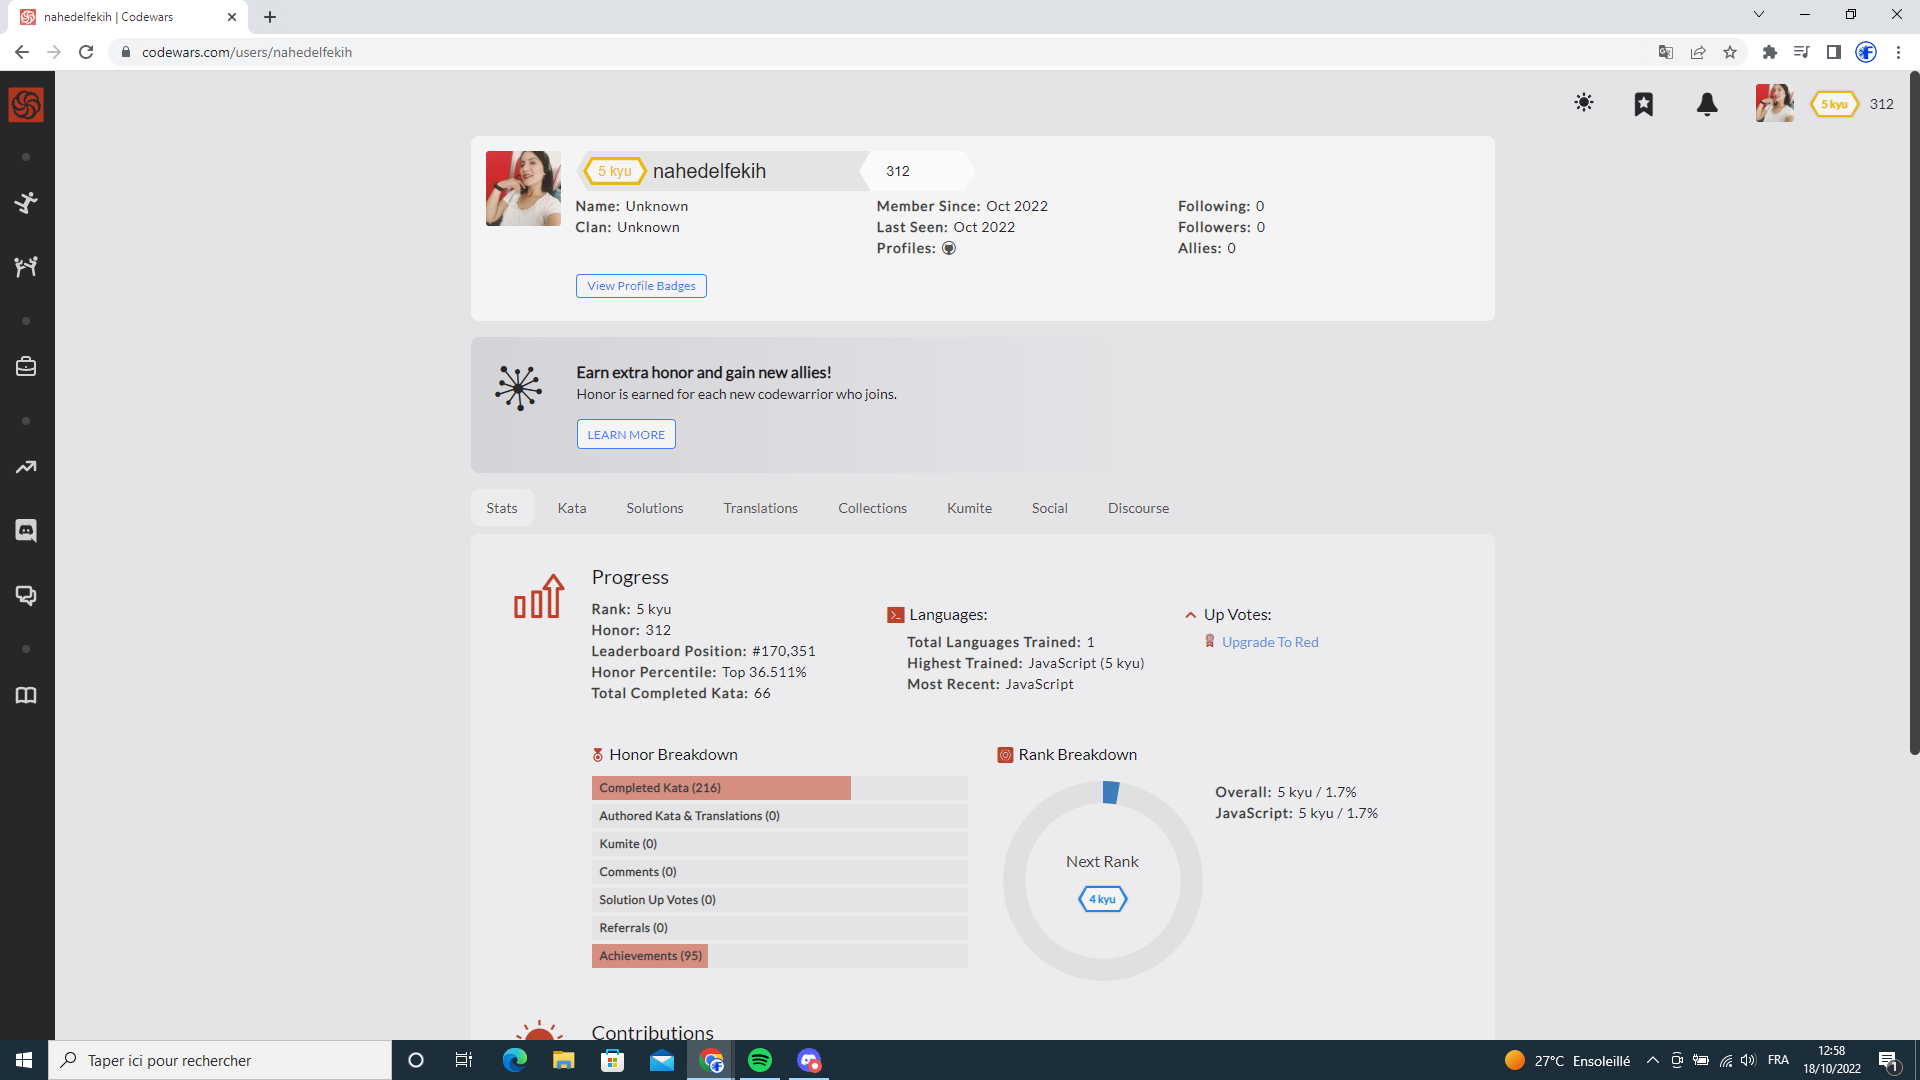 nahedelfekih | Codewars
codewars.com/users/nahedelfekih
5 kyu 312
5 kyu nahedelfekih 312
Name: Unknown
Clan: Unknown
Member Since: Oct 2022
Last Seen: Oct 2022
Profiles:
Following: 0
Followers: 0
Allies: 0
View Profile Badges
Earn extra honor and gain new allies!
Honor is earned for each new codewarrior who joins.
LEARN MORE
Stats Kata Solutions Translations Collections Kumite Social Discourse
Progress
Rank: 5 kyu
Honor: 312
Leaderboard Position: #170,351
Honor Percentile: Top 36.511%
Total Completed Kata: 66
Languages:
Total Languages Trained: 1
Highest Trained: JavaScript (5 kyu)
Most Recent: JavaScript
Up Votes:
Upgrade To Red
Honor Breakdown
Completed Kata (216)
Authored Kata & Translations (0)
Kumite (0)
Comments (0)
Solution Up Votes (0)
Referrals (0)
Achievements (95)
Rank Breakdown
Next Rank
4 kyu
Overall: 5 kyu / 1.7%
JavaScript: 5 kyu / 1.7%
Contributions
Taper ici pour rechercher
27°C Ensoleillé
FRA
12:58
18/10/2022
1